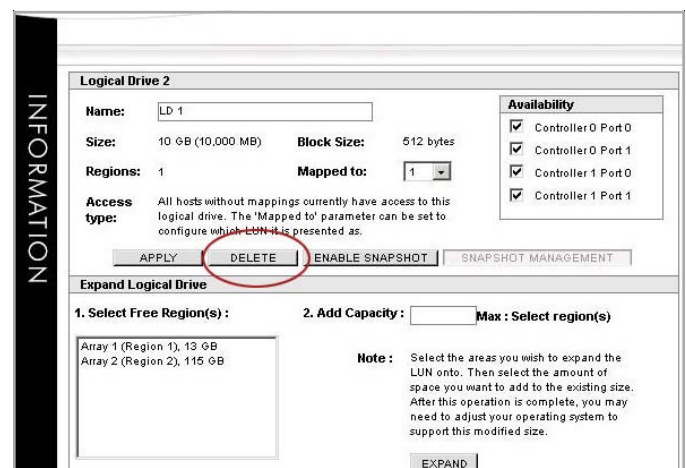 INFORMATION
Logical Drive 2
Name:
LD 1
Size:
10 GB (10,000 MB)
Block Size:
512 bytes
Regions:
1
Mapped to:
1
Access type:
All hosts without mappings currently have access to this
logical drive. The 'Mapped to' parameter can be set to
configure which LUN it is presented as.
Availability
Controller 0 Port 0
Controller 0 Port 1
Controller 1 Port 0
Controller 1 Port 1
APPLY
DELETE
ENABLE SNAPSHOT
SNAPSHOT MANAGEMENT
Expand Logical Drive
1. Select Free Region(s) :
Array 1 (Region 1), 13 GB
Array 2 (Region 2), 115 GB
2. Add Capacity :
Max : Select region(s)
Note :
Select the areas you wish to expand the
LUN onto. Then select the amount of
space you want to add to the existing size.
After this operation is complete, you may
need to adjust your operating system to
support this modified size.
EXPAND